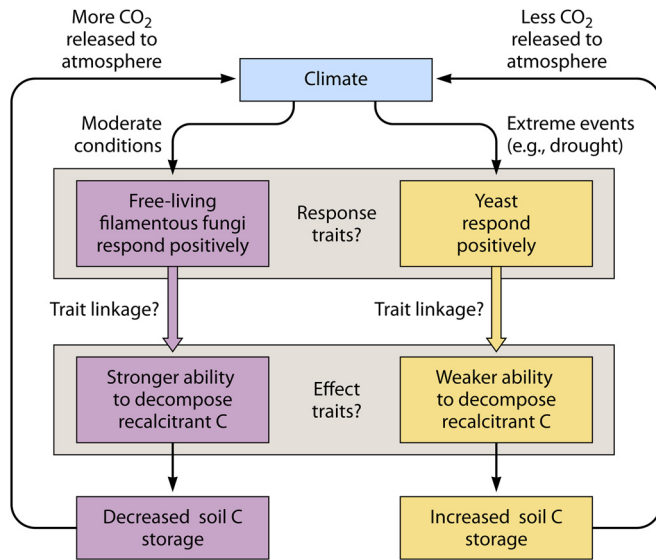 More CO₂
released to
atmosphere
Less CO₂
released to
atmosphere
Climate
Moderate
conditions
Extreme events
(e.g., drought)
Free-living
filamentous fungi
respond positively
Response
traits?
Yeast
respond
positively
Trait linkage?
Trait linkage?
Stronger ability
to decompose
recalcitrant C
Effect
traits?
Weaker ability
to decompose
recalcitrant C
Decreased soil C
storage
Increased soil C
storage